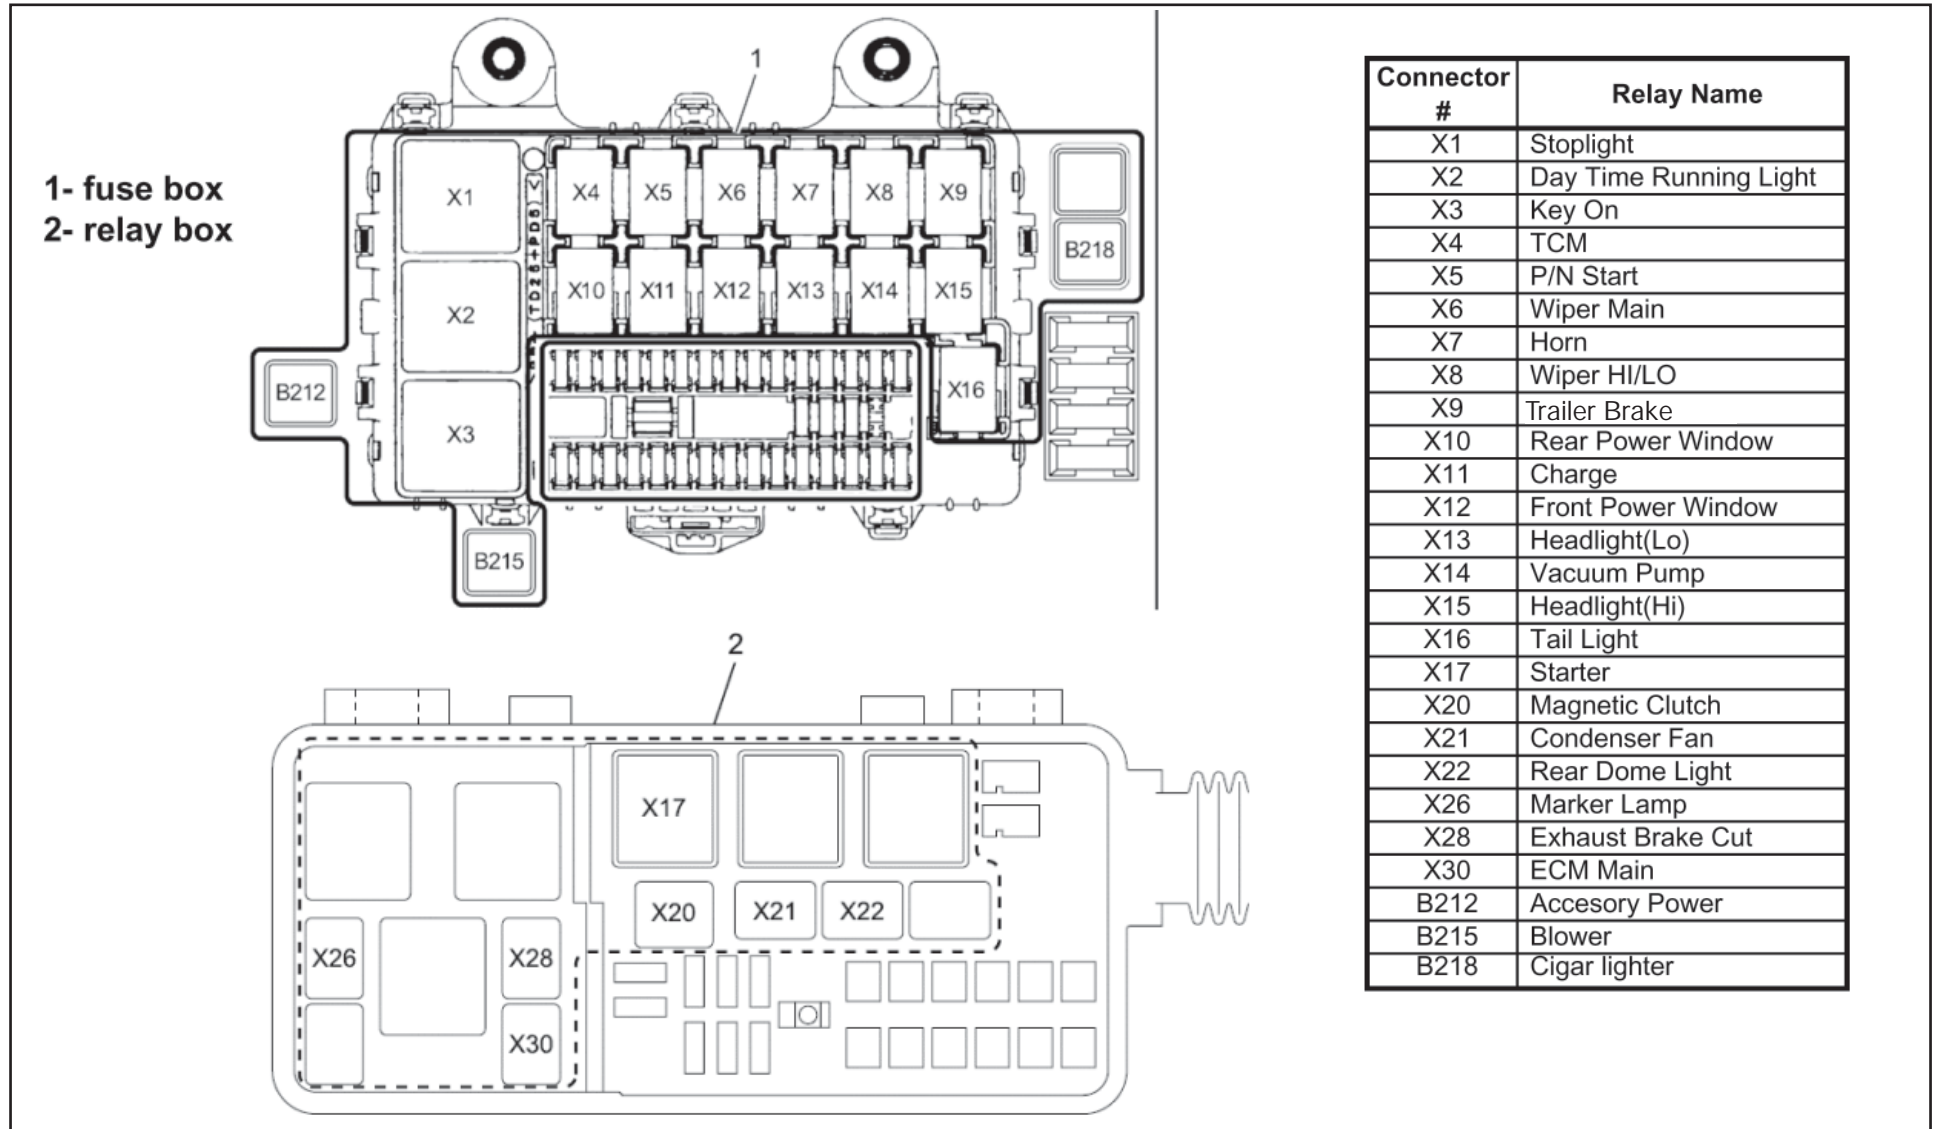 1- fuse box
2- relay box
1
X1
X2
X3
X4 X5 X6 X7 X8 X9
X10 X11 X12 X13 X14 X15
X16
B218
B212
B215
2
X17
X20 X21 X22
X26 X28
X30
Connector # Relay Name
X1 Stoplight
X2 Day Time Running Light
X3 Key On
X4 TCM
X5 P/N Start
X6 Wiper Main
X7 Horn
X8 Wiper HI/LO
X9 Trailer Brake
X10 Rear Power Window
X11 Charge
X12 Front Power Window
X13 Headlight(Lo)
X14 Vacuum Pump
X15 Headlight(Hi)
X16 Tail Light
X17 Starter
X20 Magnetic Clutch
X21 Condenser Fan
X22 Rear Dome Light
X26 Marker Lamp
X28 Exhaust Brake Cut
X30 ECM Main
B212 Accesory Power
B215 Blower
B218 Cigar lighter